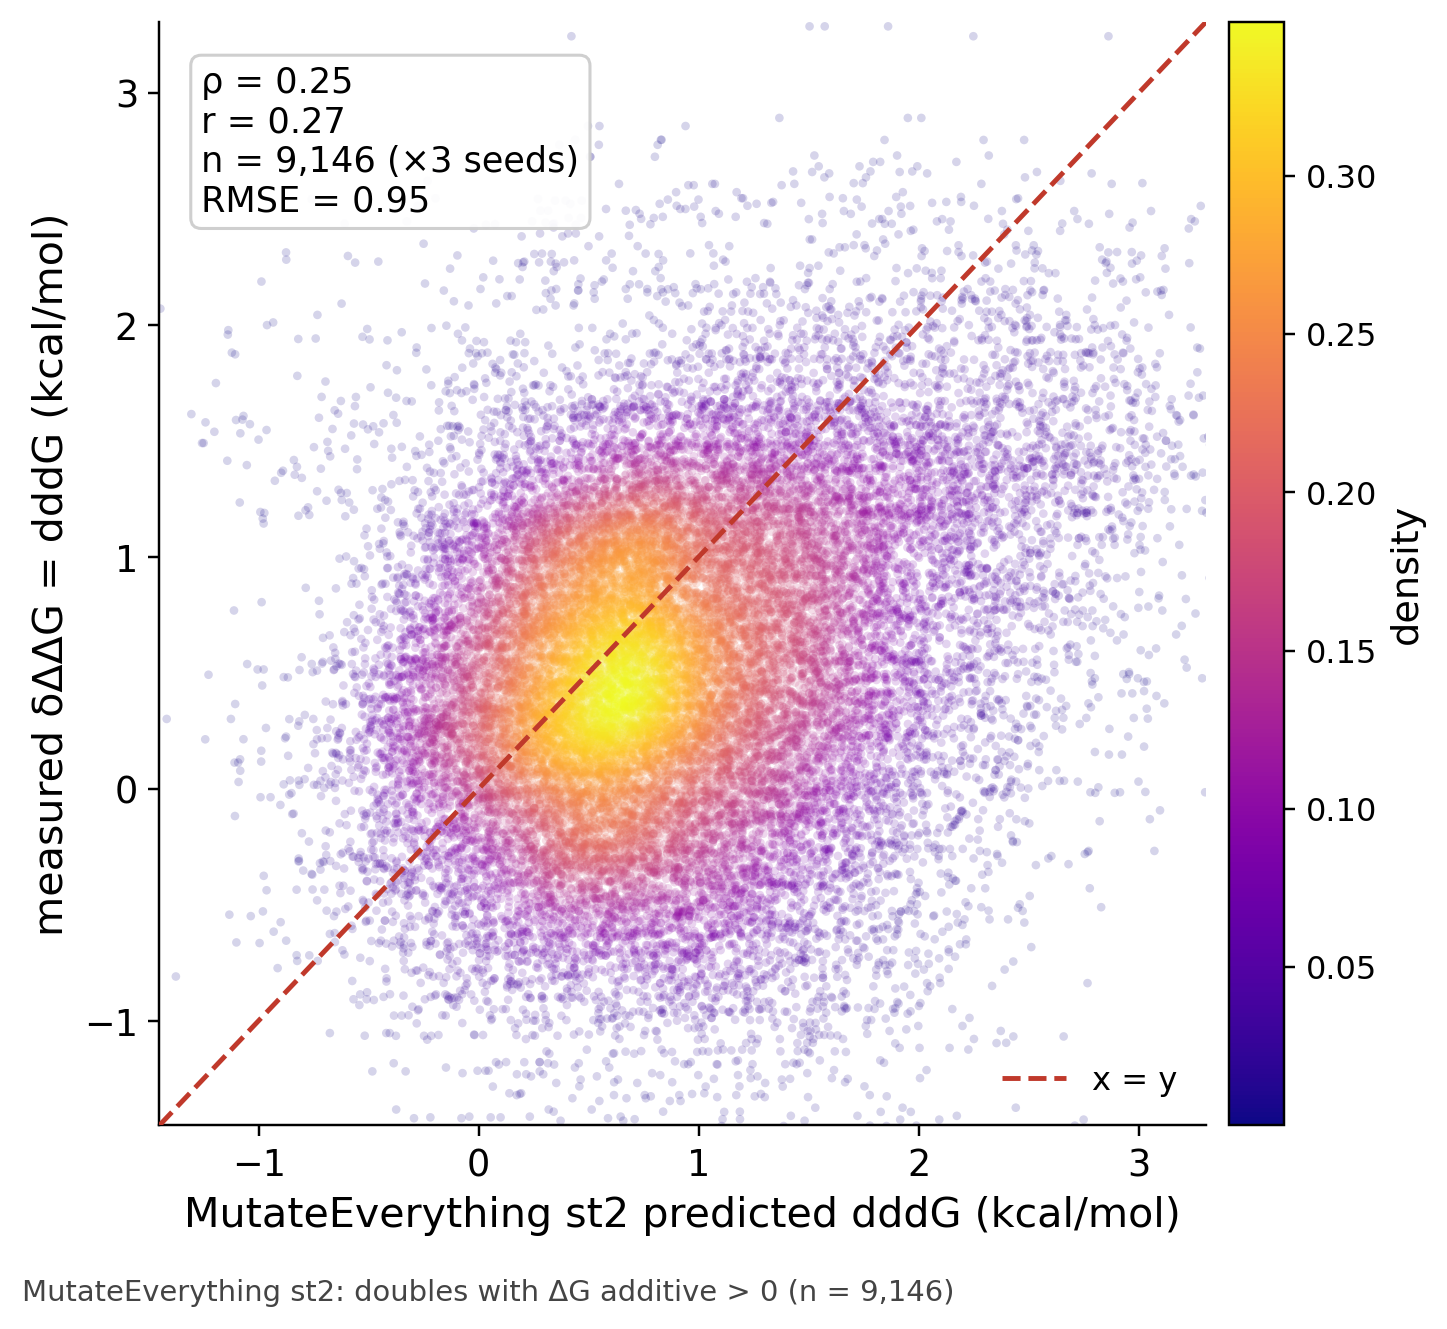 ρ = 0.25
r = 0.27
n = 9,146 (×3 seeds)
RMSE = 0.95
3
2
1
0
−1
measured δΔΔG = dddG (kcal/mol)
x = y
−1 0 1 2 3
MutateEverything st2 predicted dddG (kcal/mol)
0.30
0.25
0.20
0.15
0.10
0.05
density
MutateEverything st2: doubles with ΔG additive > 0 (n = 9,146)